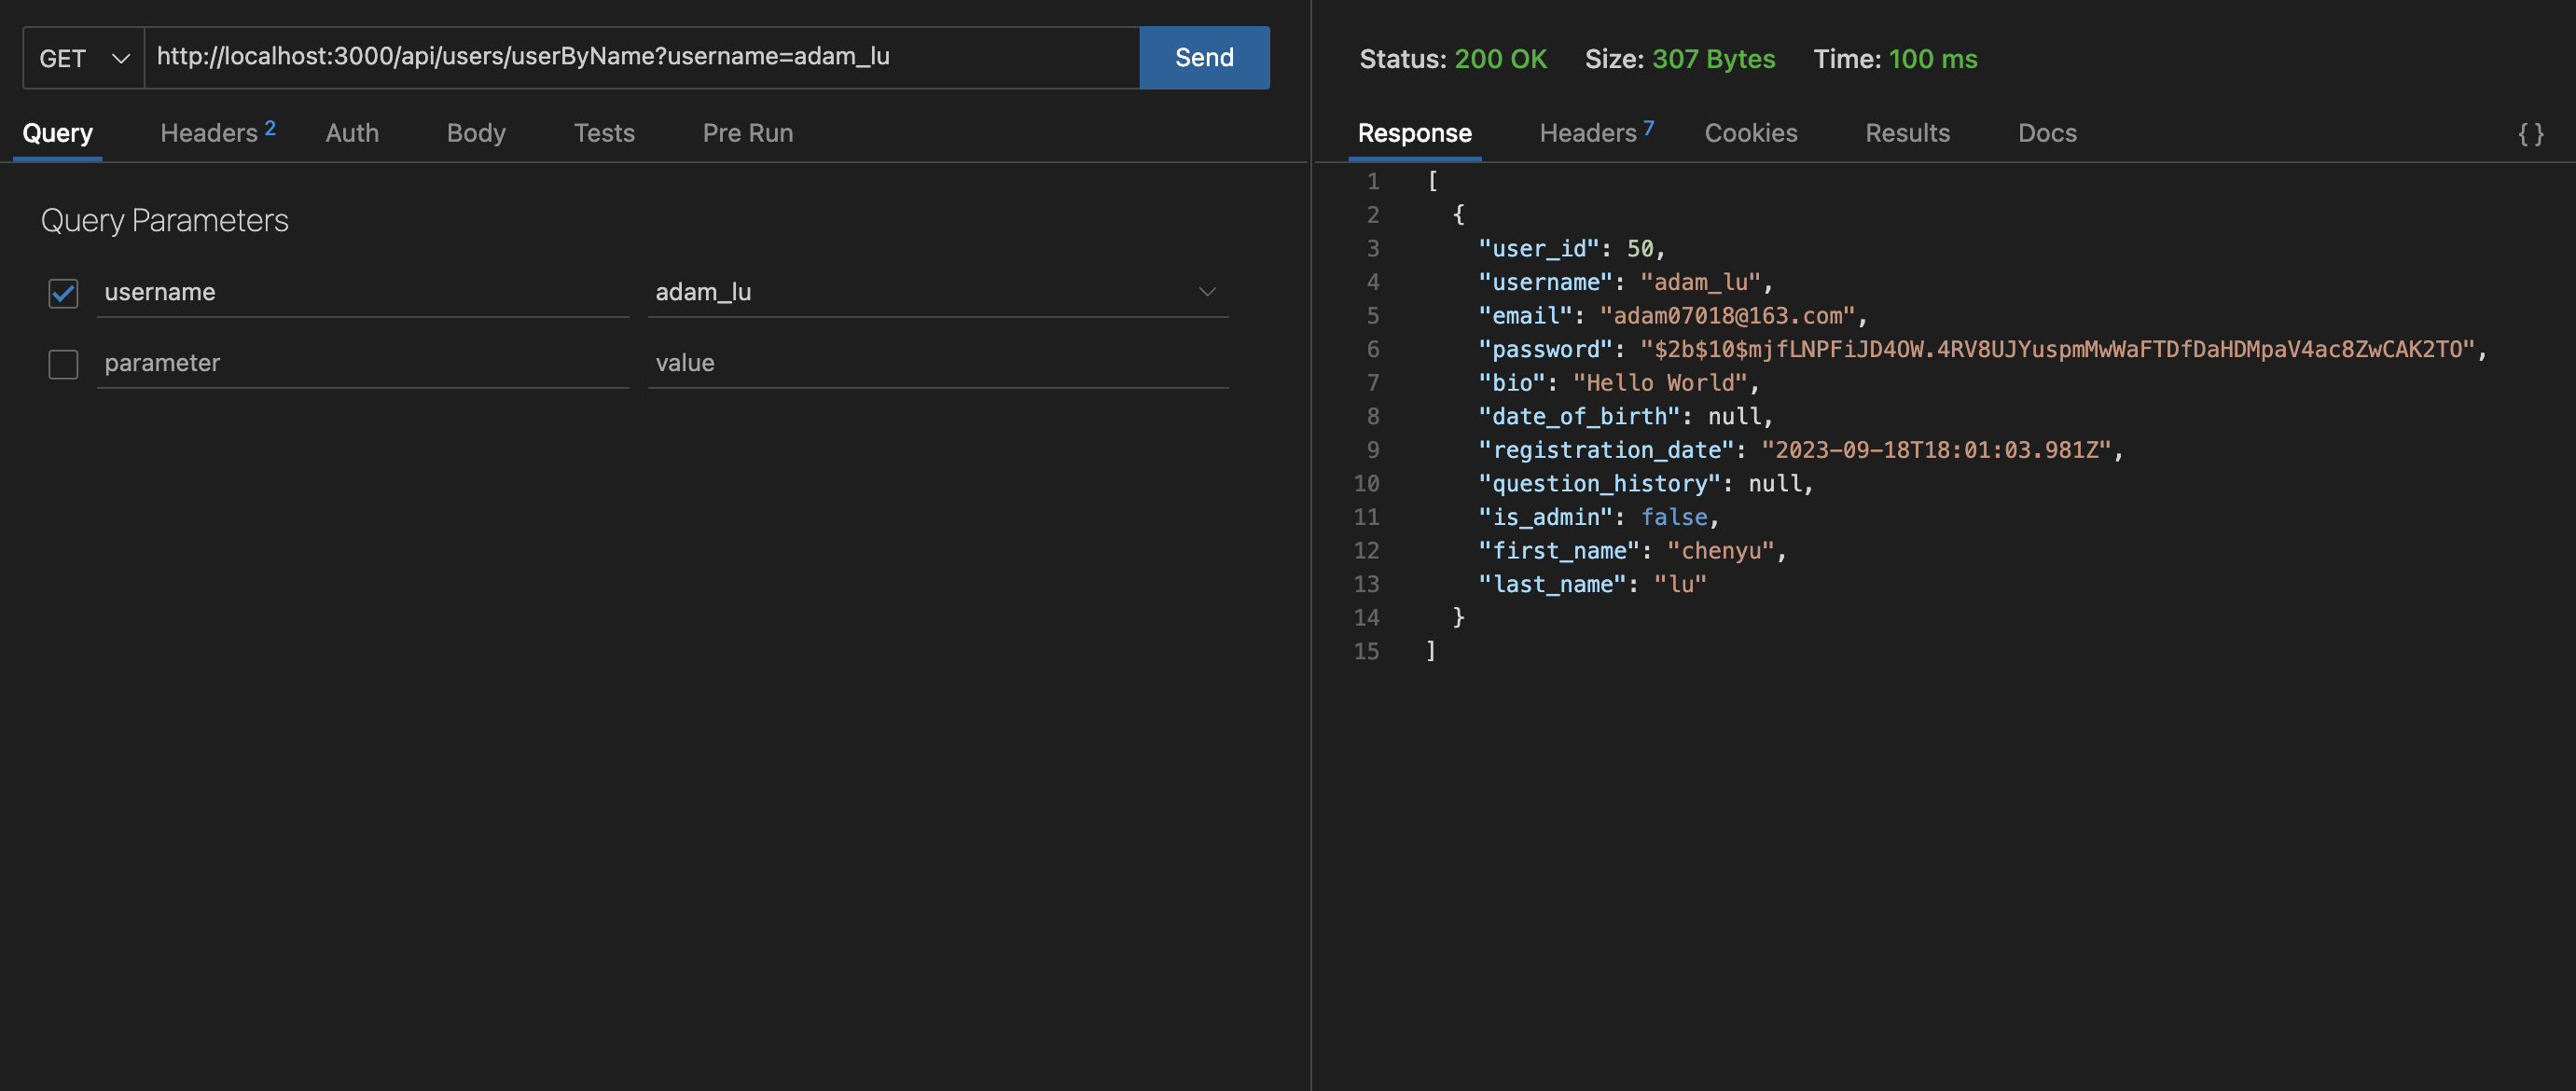 GET
http://localhost:3000/api/users/userByName?username=adam_lu
Send
Query
Headers 2
Auth
Body
Tests
Pre Run
Query Parameters
username
adam_lu
parameter
value
Status: 200 OK
Size: 307 Bytes
Time: 100 ms
Response
Headers 7
Cookies
Results
Docs
{ }
1 [
2 {
3 "user_id": 50,
4 "username": "adam_lu",
5 "email": "adam07018@163.com",
6 "password": "$2b$10$mjfLNPFiJD4OW.4RV8UJYuspmMwWaFTDfDaHDMpaV4ac8ZwCAK2TO",
7 "bio": "Hello World",
8 "date_of_birth": null,
9 "registration_date": "2023-09-18T18:01:03.981Z",
10 "question_history": null,
11 "is_admin": false,
12 "first_name": "chenyu",
13 "last_name": "lu"
14 }
15 ]